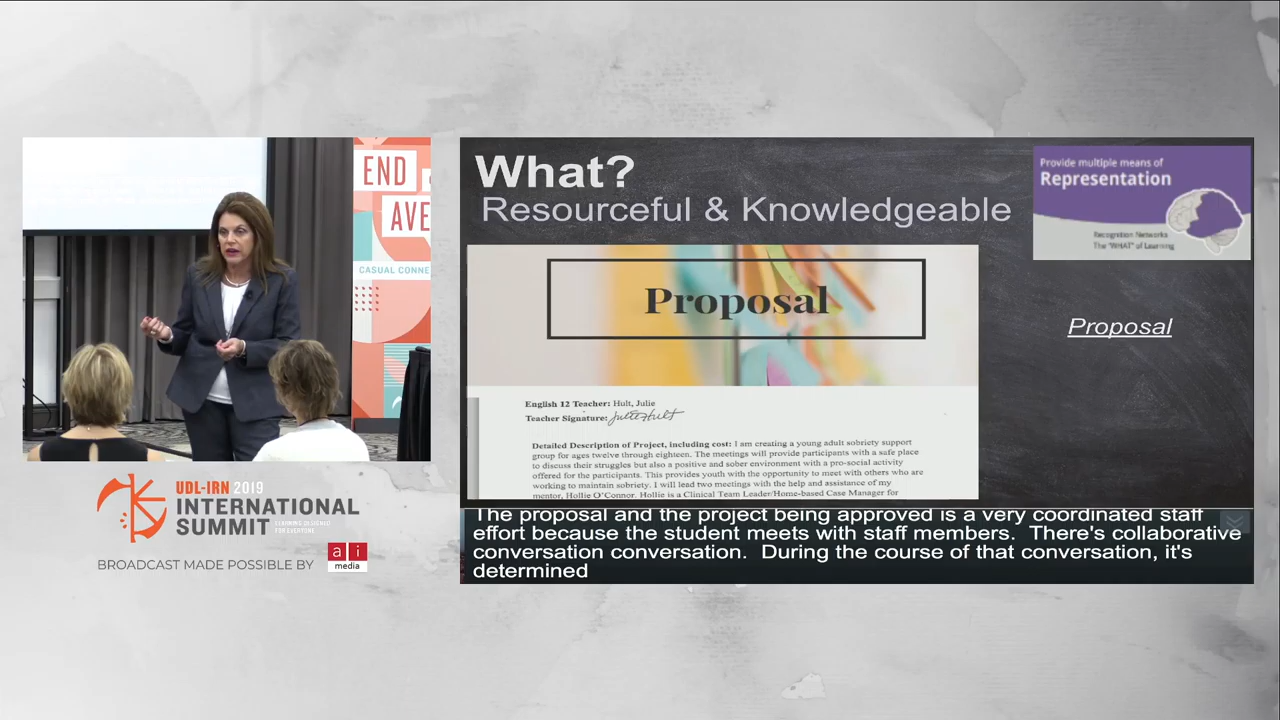 END
AVE
CASUAL CONNE
UDL-IRN 2019
INTERNATIONAL
SUMMIT
LEARNING DESIGNED
FOR EVERYONE
BROADCAST MADE POSSIBLE BY
ai
media
What?
Resourceful & Knowledgeable
Provide multiple means of
Representation
Recognition Networks
The "WHAT" of Learning
Proposal
Proposal
English 12 Teacher: Hult, Julie
Teacher Signature: Julie Hult
Detailed Description of Project, including cost: I am creating a young adult sobriety support
group for ages twelve through eighteen. The meetings will provide participants with a safe place
to discuss their struggles but also a positive and sober environment with a pro-social activity
offered for the participants. This provides youth with the opportunity to meet with others who are
working to maintain sobriety. I will lead two meetings with the help and assistance of my
mentor, Hollie O'Connor. Hollie is a Clinical Team Leader/Home-based Case Manager for
The proposal and the project being approved is a very coordinated staff
effort because the student meets with staff members.  There's collaborative
conversation conversation.  During the course of that conversation, it's
determined